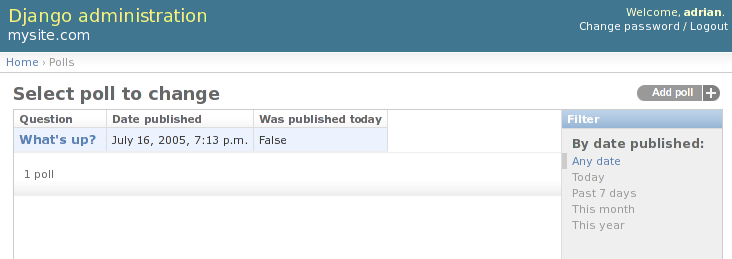 Django administration
Welcome, adrian.
mysite.com
Change password / Logout
Home › Polls
Select poll to change
Add poll +
Question Date published Was published today
What's up? July 16, 2005, 7:13 p.m. False
1 poll
Filter
By date published:
Any date
Today
Past 7 days
This month
This year